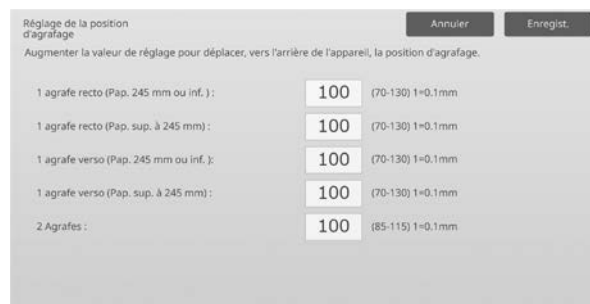 Réglage de la position
d'agrafage
Annuler
Enregist.
Augmenter la valeur de réglage pour déplacer, vers l'arrière de l'appareil, la position d'agrafage.
1 agrafe recto (Pap. 245 mm ou inf. ) : 100 (70-130) 1=0.1mm
1 agrafe recto (Pap. sup. à 245 mm) : 100 (70-130) 1=0.1mm
1 agrafe verso (Pap. 245 mm ou inf. ): 100 (70-130) 1=0.1mm
1 agrafe verso (Pap. sup. à 245 mm) : 100 (70-130) 1=0.1mm
2 Agrafes : 100 (85-115) 1=0.1mm